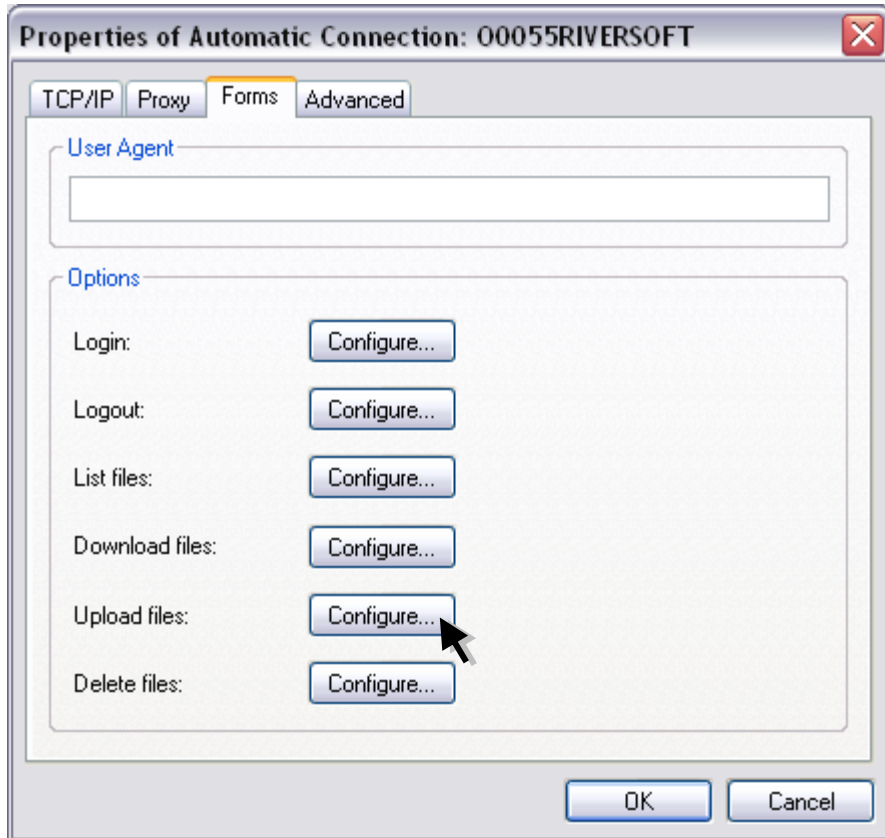 Properties of Automatic Connection: O0055RIVERSOFT
TCP/IP Proxy Forms Advanced
User Agent
Options
Login: Configure...
Logout: Configure...
List files: Configure...
Download files: Configure...
Upload files: Configure...
Delete files: Configure...
OK Cancel